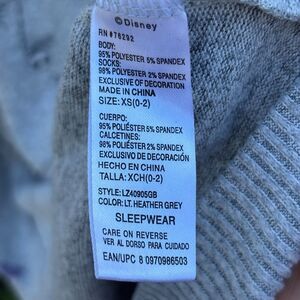 ©Disney
RN #78292
BODY:
95% POLYESTER 5% SPANDEX
SOCKS:
98% POLYESTER 2% SPANDEX
EXCLUSIVE OF DECORATION
MADE IN CHINA
SIZE: XS(0-2)
CUERPO:
95% POLIÉSTER 5% SPANDEX
CALCETINES:
98% POLIÉSTER 2% SPANDEX
EXCLUSIVO DE DECORACIÓN
HECHO EN CHINA
TALLA: XCH(0-2)
STYLE: LZ40905GB
COLOR: LT. HEATHER GREY
SLEEPWEAR
CARE ON REVERSE
VER AL DORSO PARA CUIDADO
EAN/UPC 8 0970986503